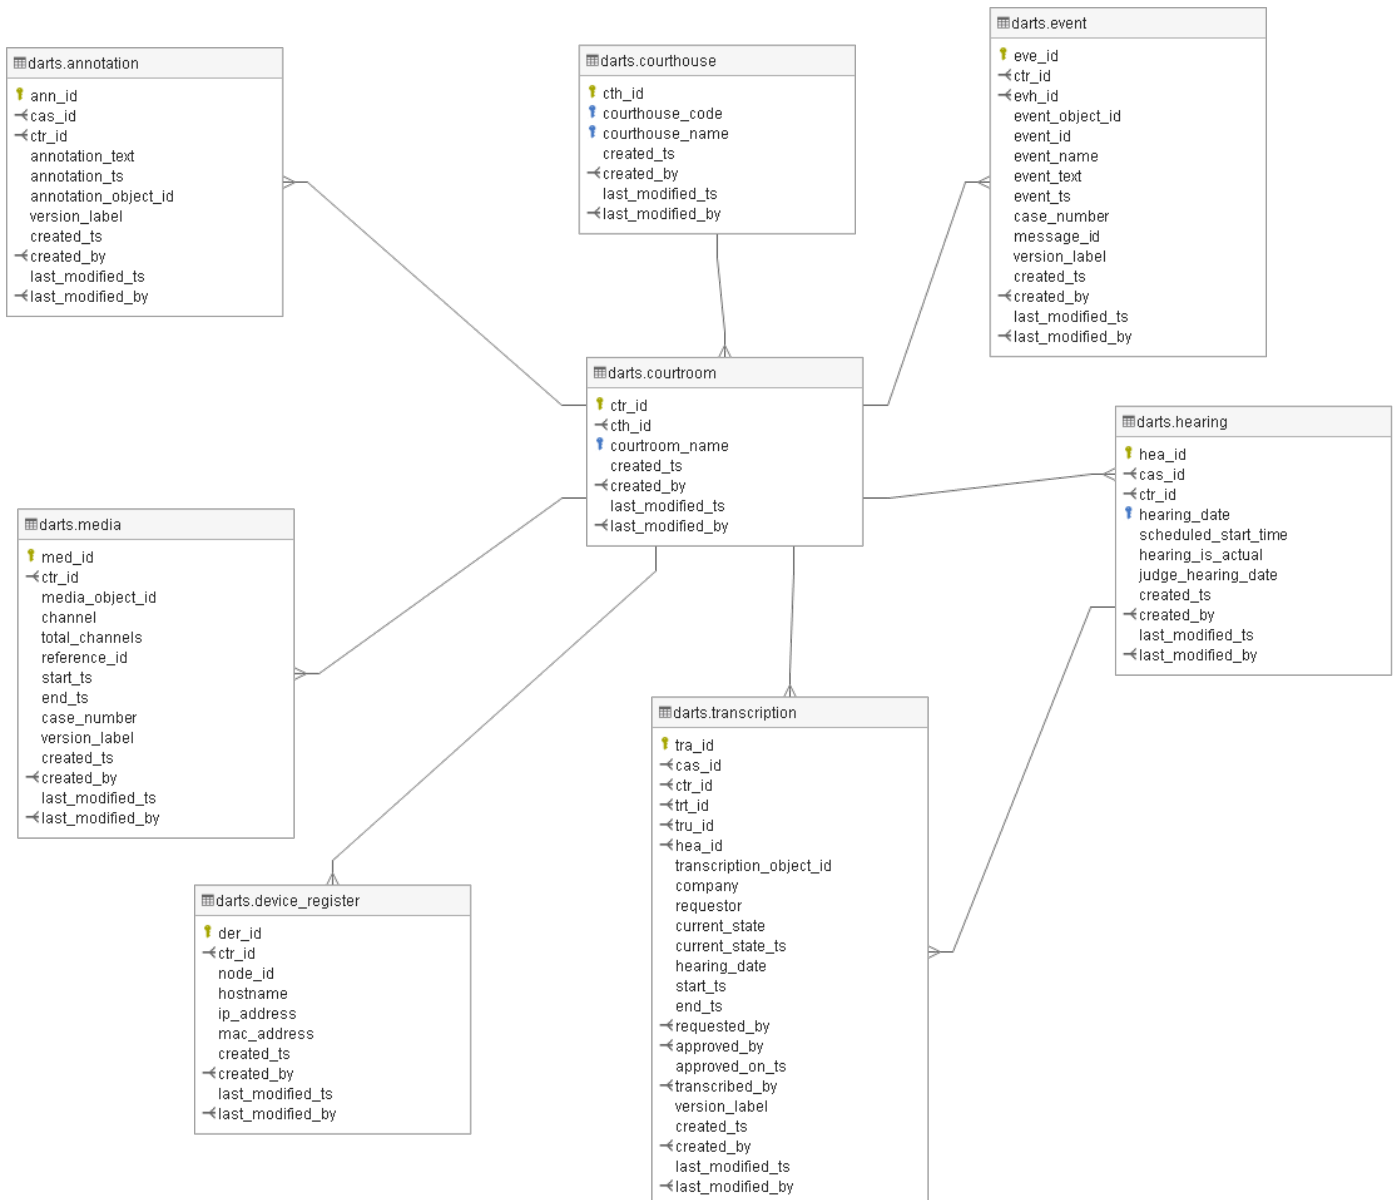 darts.annotation
ann_id
cas_id
ctr_id
annotation_text
annotation_ts
annotation_object_id
version_label
created_ts
created_by
last_modified_ts
last_modified_by
darts.courthouse
cth_id
courthouse_code
courthouse_name
created_ts
created_by
last_modified_ts
last_modified_by
darts.event
eve_id
ctr_id
evh_id
event_object_id
event_id
event_name
event_text
event_ts
case_number
message_id
version_label
created_ts
created_by
last_modified_ts
last_modified_by
darts.courtroom
ctr_id
cth_id
courtroom_name
created_ts
created_by
last_modified_ts
last_modified_by
darts.hearing
hea_id
cas_id
ctr_id
hearing_date
scheduled_start_time
hearing_is_actual
judge_hearing_date
created_ts
created_by
last_modified_ts
last_modified_by
darts.media
med_id
ctr_id
media_object_id
channel
total_channels
reference_id
start_ts
end_ts
case_number
version_label
created_ts
created_by
last_modified_ts
last_modified_by
darts.transcription
tra_id
cas_id
ctr_id
trt_id
tru_id
hea_id
transcription_object_id
company
requestor
current_state
current_state_ts
hearing_date
start_ts
end_ts
requested_by
approved_by
approved_on_ts
transcribed_by
version_label
created_ts
created_by
last_modified_ts
last_modified_by
darts.device_register
der_id
ctr_id
node_id
hostname
ip_address
mac_address
created_ts
created_by
last_modified_ts
last_modified_by